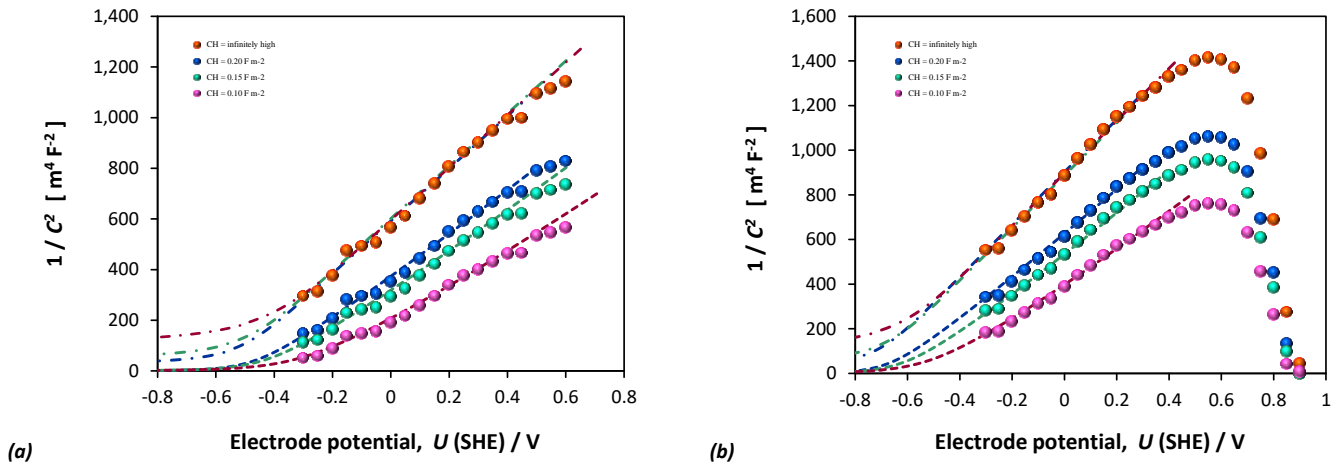 1,400
1,200
1,000
800
600
400
200
0
1 / C² [ m⁴ F⁻² ]
CH = infinitely high
CH = 0.20 F m-2
CH = 0.15 F m-2
CH = 0.10 F m-2
-0.8 -0.6 -0.4 -0.2 0 0.2 0.4 0.6 0.8
Electrode potential, U (SHE) / V
(a)
1,600
1,400
1,200
1,000
800
600
400
200
0
1 / C² [ m⁴ F⁻² ]
CH = infinitely high
CH = 0.20 F m-2
CH = 0.15 F m-2
CH = 0.10 F m-2
-0.8 -0.6 -0.4 -0.2 0 0.2 0.4 0.6 0.8 1
Electrode potential, U (SHE) / V
(b)